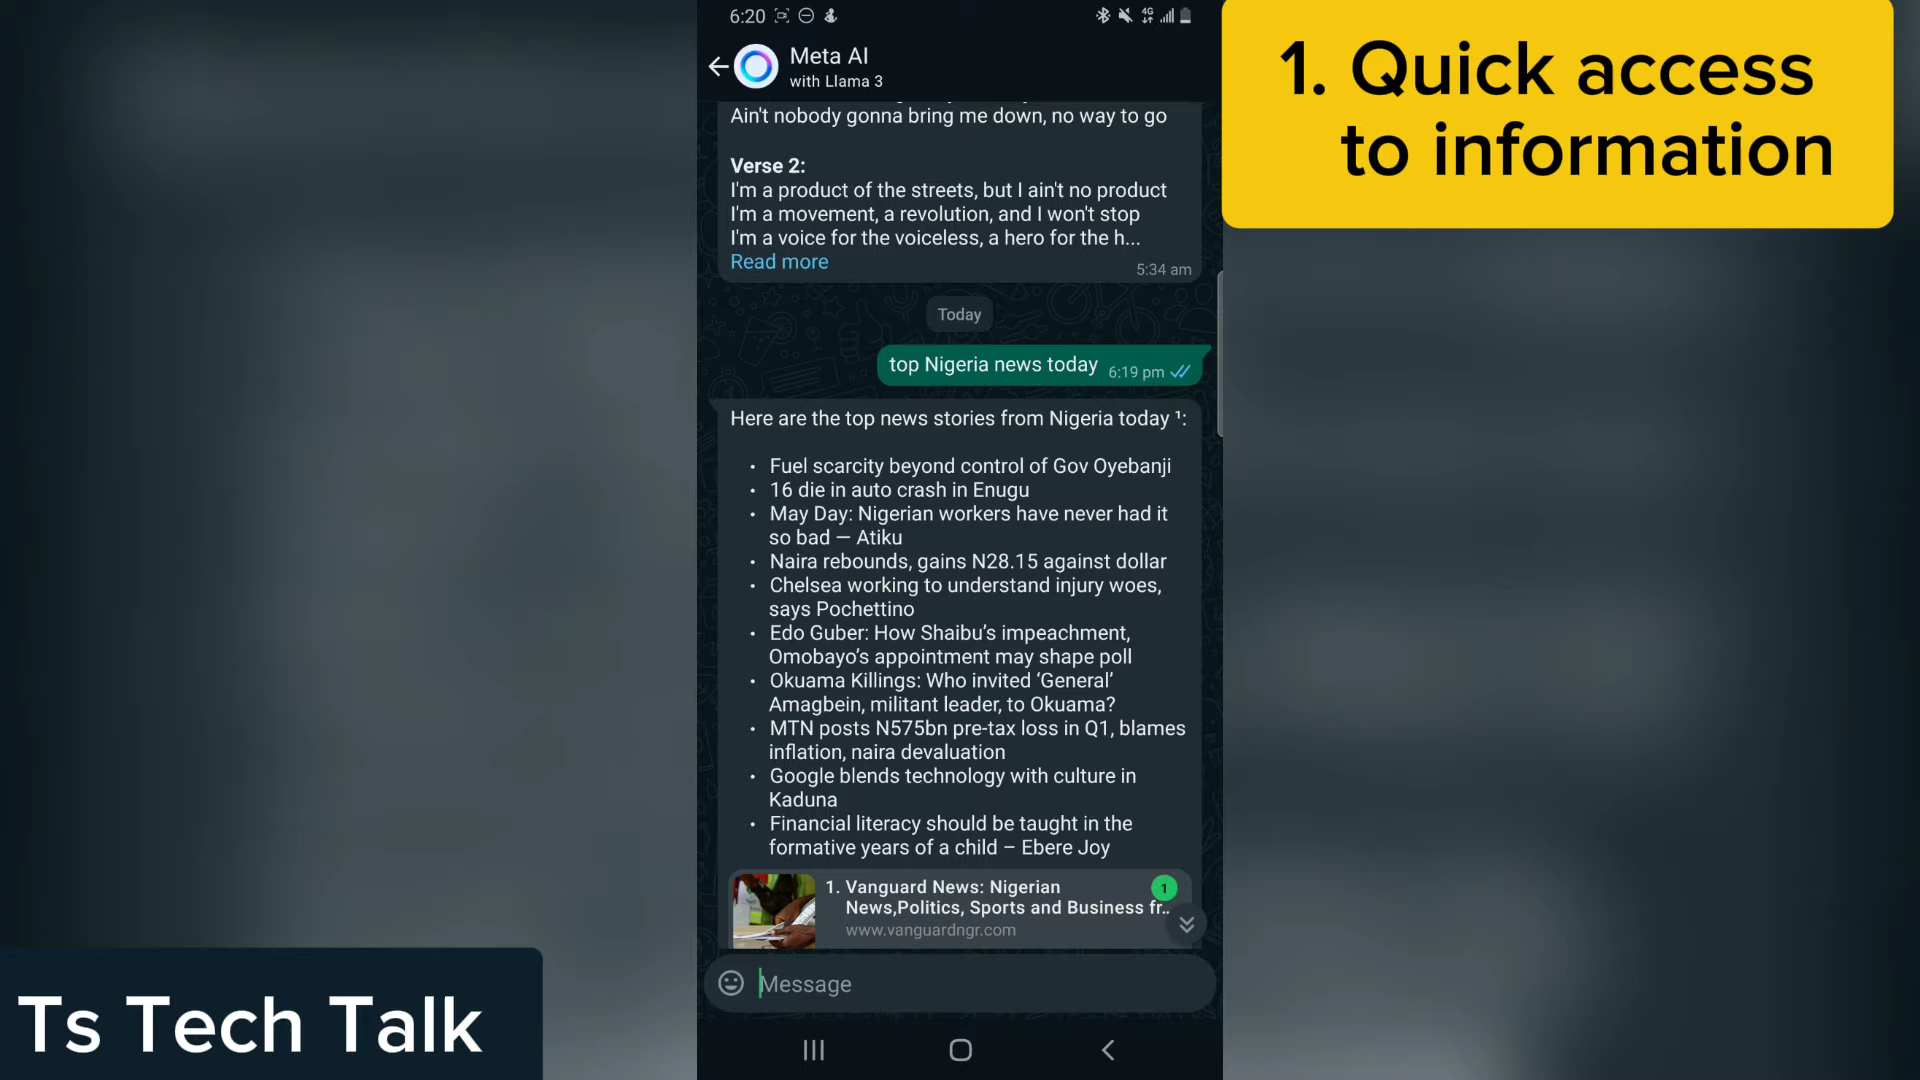 6:20
4G
Meta AI
with Llama 3
Ain't nobody gonna bring me down, no way to go
Verse 2:
I'm a product of the streets, but I ain't no product
I'm a movement, a revolution, and I won't stop
I'm a voice for the voiceless, a hero for the h...
Read more
5:34 am
Today
top Nigeria news today 6:19 pm
Here are the top news stories from Nigeria today ¹:
• Fuel scarcity beyond control of Gov Oyebanji
• 16 die in auto crash in Enugu
• May Day: Nigerian workers have never had it
so bad — Atiku
• Naira rebounds, gains N28.15 against dollar
• Chelsea working to understand injury woes,
says Pochettino
• Edo Guber: How Shaibu’s impeachment,
Omobayo’s appointment may shape poll
• Okuama Killings: Who invited ‘General’
Amagbein, militant leader, to Okuama?
• MTN posts N575bn pre-tax loss in Q1, blames
inflation, naira devaluation
• Google blends technology with culture in
Kaduna
• Financial literacy should be taught in the
formative years of a child – Ebere Joy
1. Vanguard News: Nigerian
News,Politics, Sports and Business fr..
www.vanguardngr.com
1
Message
1. Quick access
to information
Ts Tech Talk